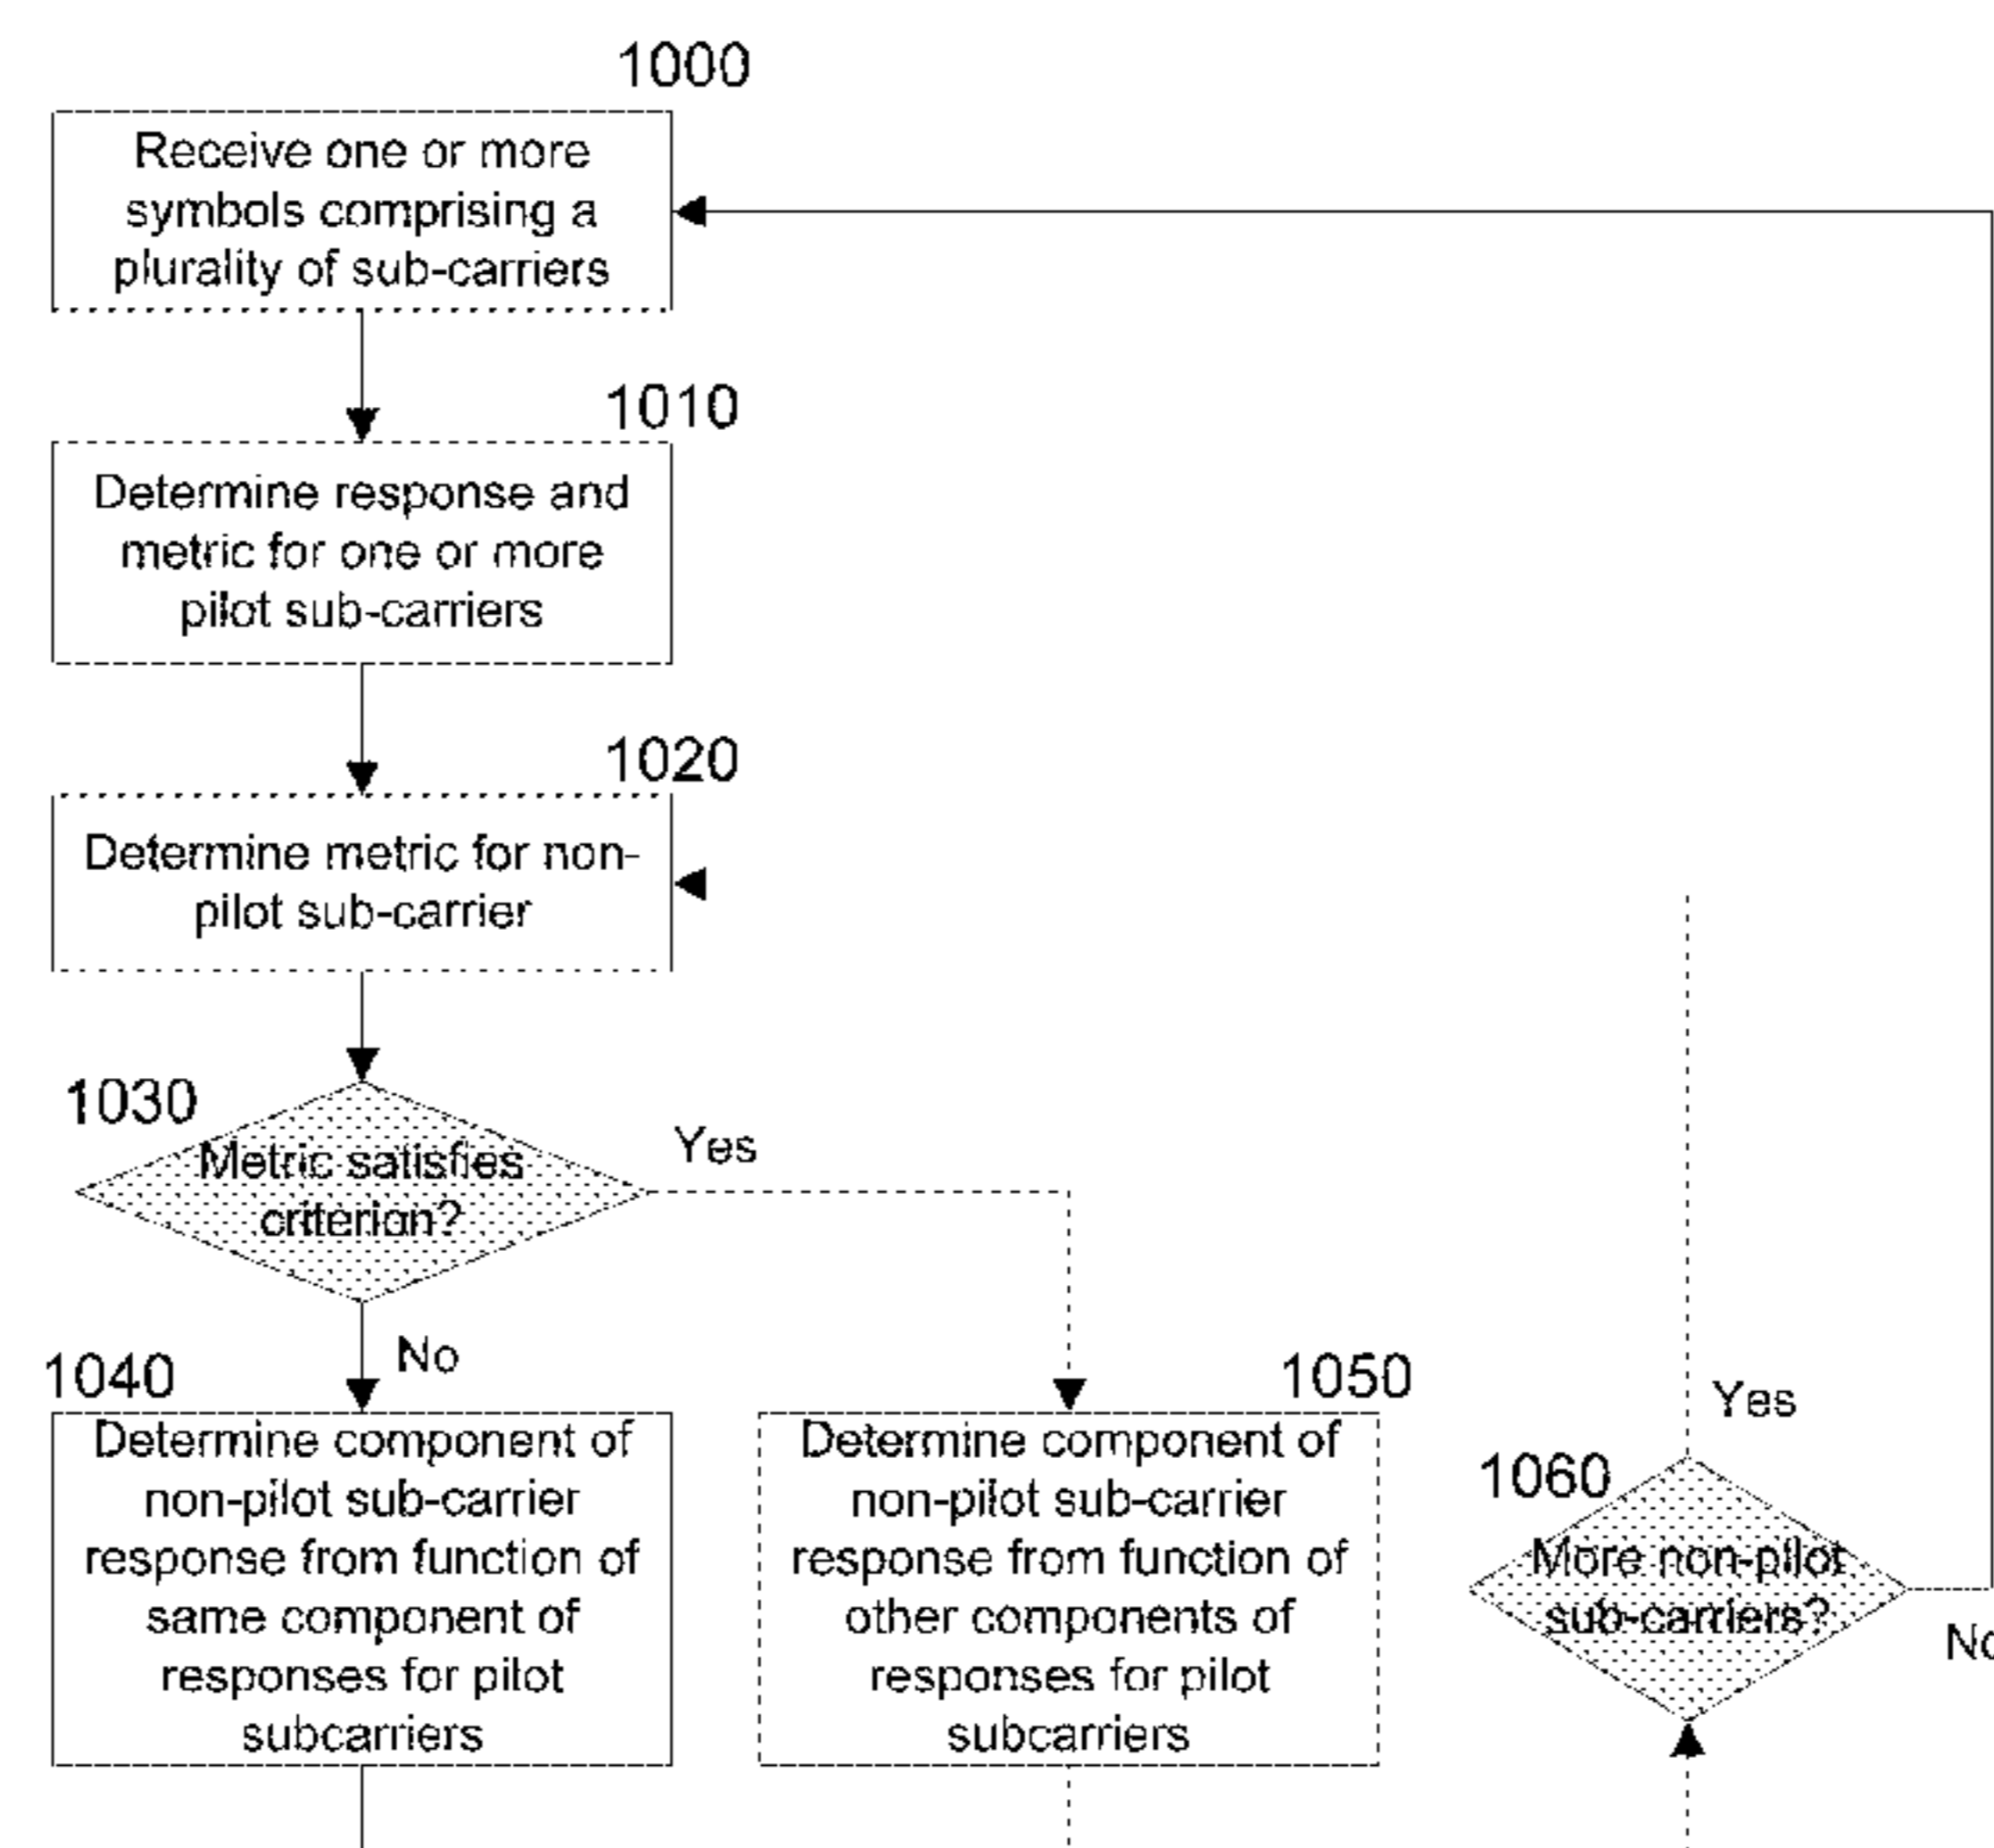 1000
Receive one or more
symbols comprising a
plurality of sub-carriers
1010
Determine response and
metric for one or more
pilot sub-carriers
1020
Determine metric for non-
pilot sub-carrier
1030
Metric satisfies
criterion?
Yes
No
1040
Determine component of
non-pilot sub-carrier
response from function of
same component of
responses for pilot
subcarriers
1050
Determine component of
non-pilot sub-carrier
response from function of
other components of
responses for pilot
subcarriers
Yes
1060
More non-pilot
sub-carriers?
No